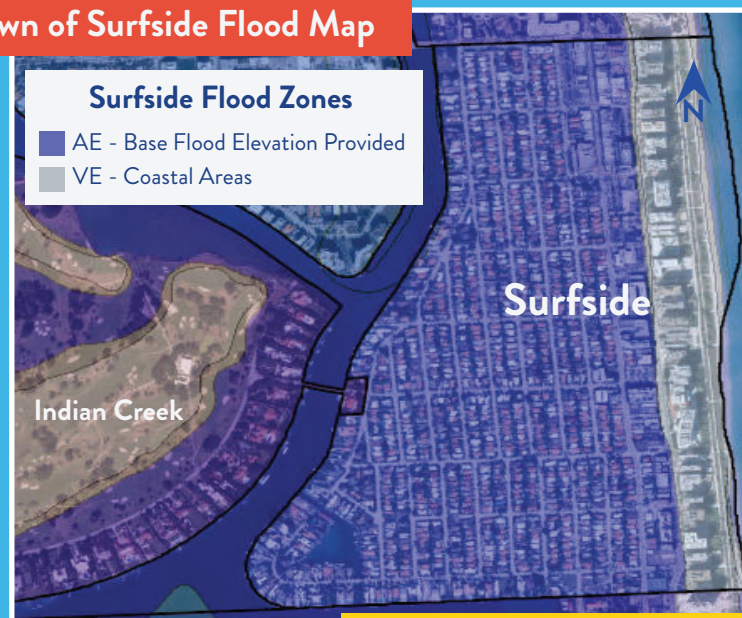 wn of Surfside Flood Map
Surfside Flood Zones
AE - Base Flood Elevation Provided
VE - Coastal Areas
N
Surfside
Indian Creek